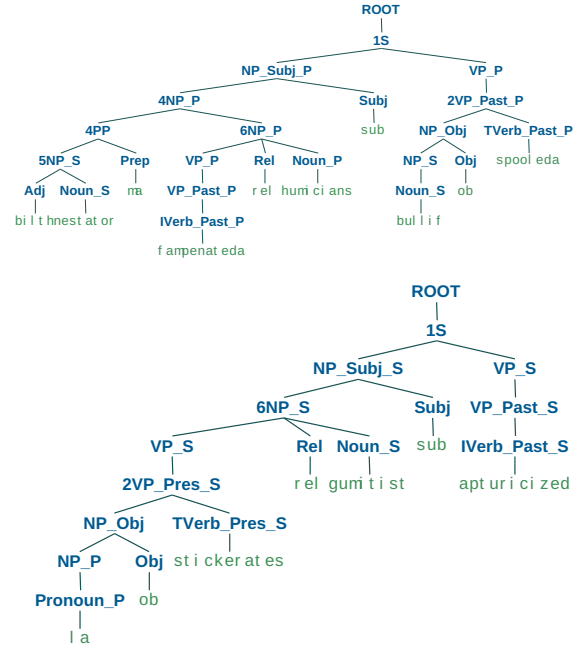 ROOT
1S
NP_Subj_P VP_P
4NP_P Subj 2VP_Past_P
4PP 6NP_P sub NP_Obj TVerb_Past_P
5NP_S Prep VP_P Rel Noun_P NP_S Obj spooleda
Adj Noun_S ma VP_Past_P rel humicians Noun_S ob
bilt hnestator IVerb_Past_P bullif
fampenateda
ROOT
1S
NP_Subj_S VP_S
6NP_S Subj VP_Past_S
VP_S Rel Noun_S sub IVerb_Past_S
2VP_Pres_S rel gumitist apturicized
NP_Obj TVerb_Pres_S
NP_P Obj stickerates
Pronoun_P ob
la